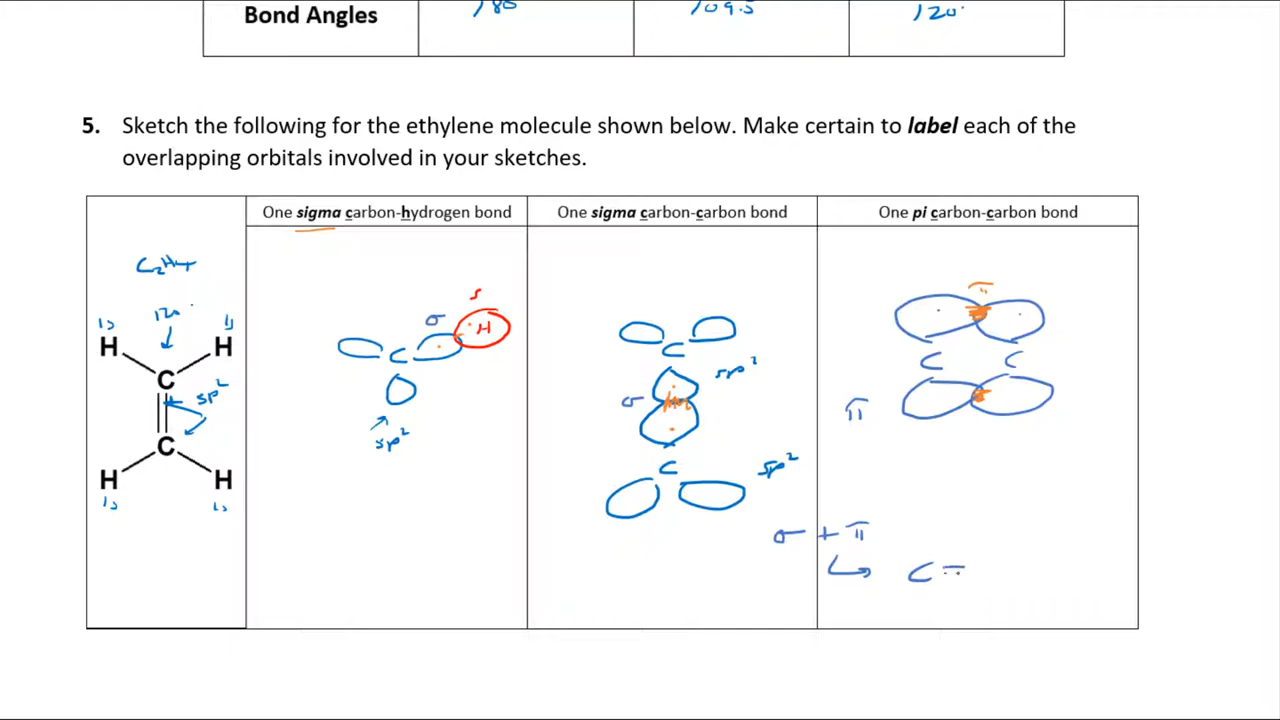 Bond Angles 180 109.5 120°
5. Sketch the following for the ethylene molecule shown below. Make certain to label each of the
overlapping orbitals involved in your sketches.
One sigma carbon-hydrogen bond
One sigma carbon-carbon bond
One pi carbon-carbon bond
C₂H₄
120°
1s 1s
H H
C
sp²
C
H H
1s 1s
s
σ H
C
sp²
C
sp²
σ
C
sp²
π
C C
π
σ + π
↳ C =